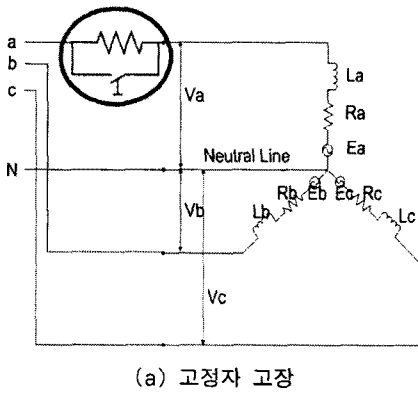 a
b
c
N
1
Va
La
Ra
Ea
Neutral Line
Vb
Lb
Rb
Eb
Ec
Rc
Lc
Vc
(a) 고정자 고장